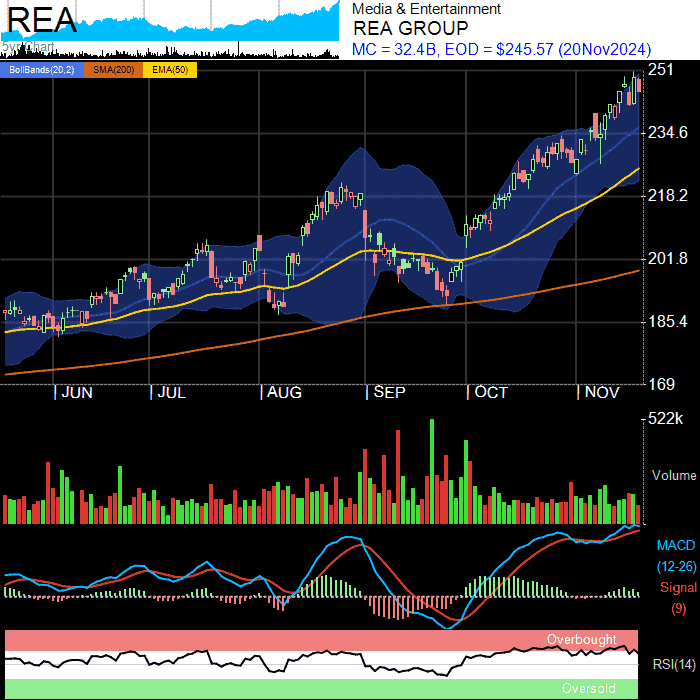 REA
5yr Chart
Media & Entertainment
REA GROUP
MC = 32.4B, EOD = $245.57 (20Nov2024)
BollBands(20,2) SMA(200) EMA(50)
251
234.6
218.2
201.8
185.4
169
JUN JUL AUG SEP OCT NOV
522k
Volume
MACD
(12-26)
Signal
(9)
Overbought
RSI(14)
Oversold